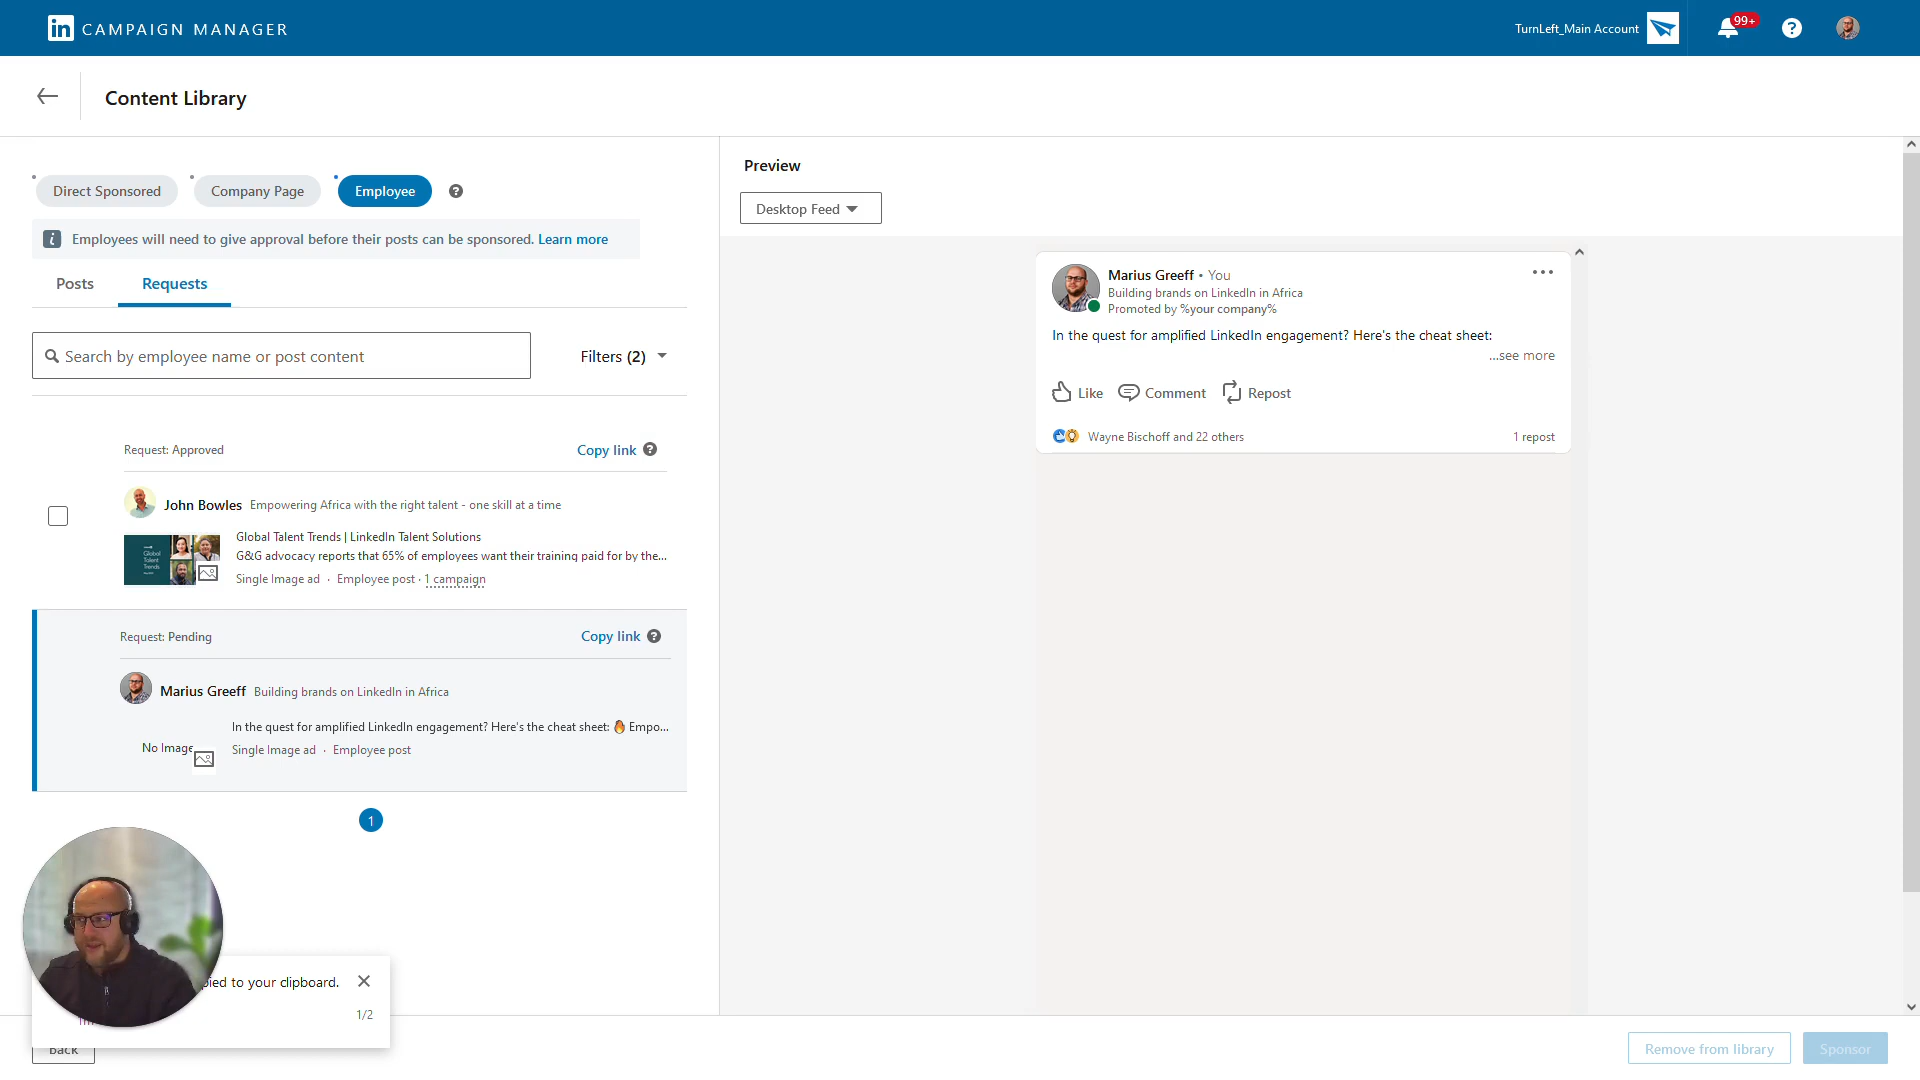 in CAMPAIGN MANAGER
TurnLeft_Main Account
99+
Content Library
Direct Sponsored
Company Page
Employee
Employees will need to give approval before their posts can be sponsored. Learn more
Posts
Requests
Search by employee name or post content
Filters (2)
Request: Approved
Copy link
John Bowles Empowering Africa with the right talent - one skill at a time
Global Talent Trends
Global Talent Trends | LinkedIn Talent Solutions
G&G advocacy reports that 65% of employees want their training paid for by the...
Single Image ad · Employee post · 1 campaign
Request: Pending
Copy link
Marius Greeff Building brands on LinkedIn in Africa
In the quest for amplified LinkedIn engagement? Here's the cheat sheet: 🔥 Empo...
No Image
Single Image ad · Employee post
1
to your clipboard.
1/2
Back
Preview
Desktop Feed
Marius Greeff • You
Building brands on LinkedIn in Africa
Promoted by %your company%
In the quest for amplified LinkedIn engagement? Here's the cheat sheet:
...see more
Like
Comment
Repost
Wayne Bischoff and 22 others
1 repost
Remove from library
Sponsor